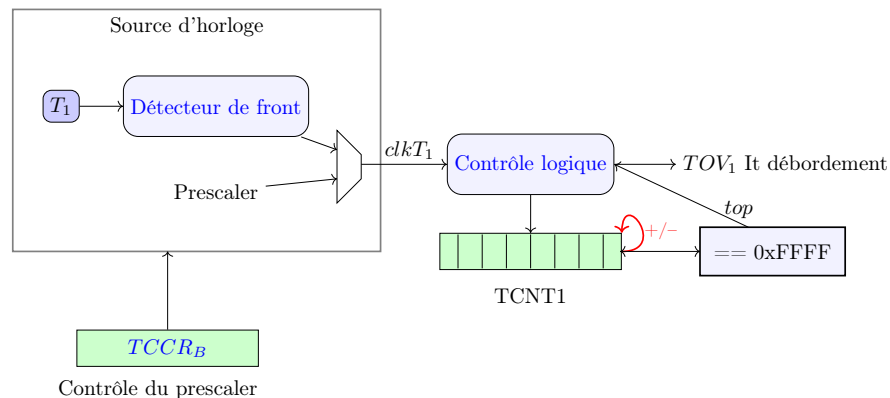 Source d'horloge
T₁
Détecteur de front
Prescaler
clkT₁
Contrôle logique
TOV₁ It débordement
top
+/−
== 0xFFFF
TCNT1
TCCR_B
Contrôle du prescaler